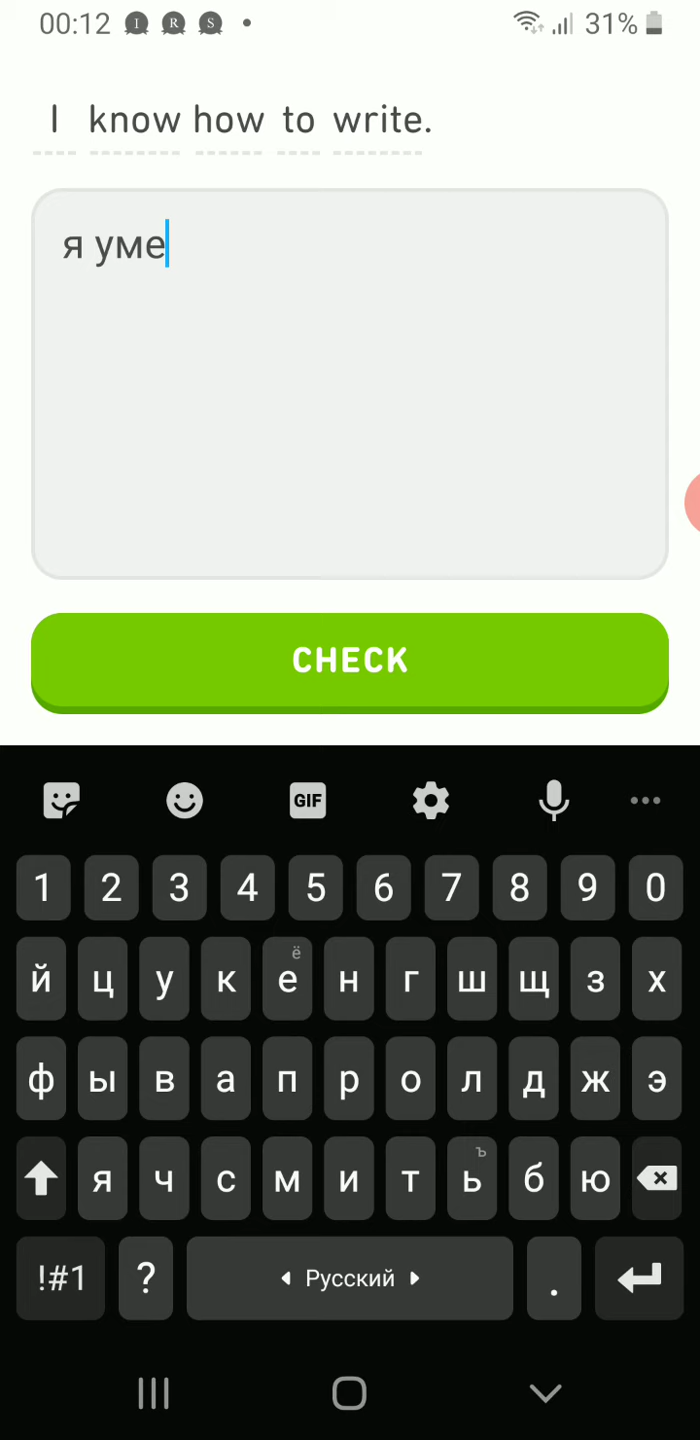 00:12 I R S • 31%
I know how to write.
я уме
CHECK
GIF
1 2 3 4 5 6 7 8 9 0
ё
й ц у к е н г ш щ з х
ф ы в а п р о л д ж э
ъ
я ч с м и т ь б ю
!#1 ? Русский .